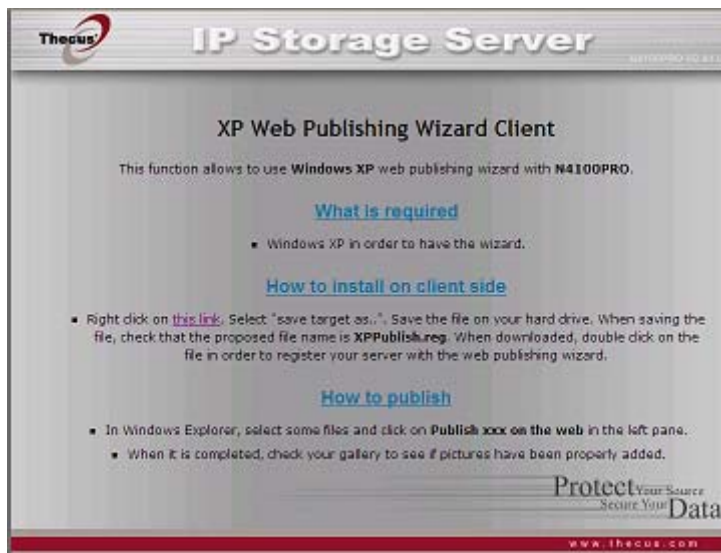 Thecus
IP Storage Server
XP Web Publishing Wizard Client
This function allows to use Windows XP web publishing wizard with N4100PRO.
What is required
▪ Windows XP in order to have the wizard.
How to install on client side
▪ Right click on this link. Select "save target as..". Save the file on your hard drive. When saving the
file, check that the proposed file name is XPPublish.reg. When downloaded, double click on the
file in order to register your server with the web publishing wizard.
How to publish
▪ In Windows Explorer, select some files and click on Publish xxx on the web in the left pane.
▪ When it is completed, check your gallery to see if pictures have been properly added.
Protect Your Source
Secure Your Data
www.thecus.com